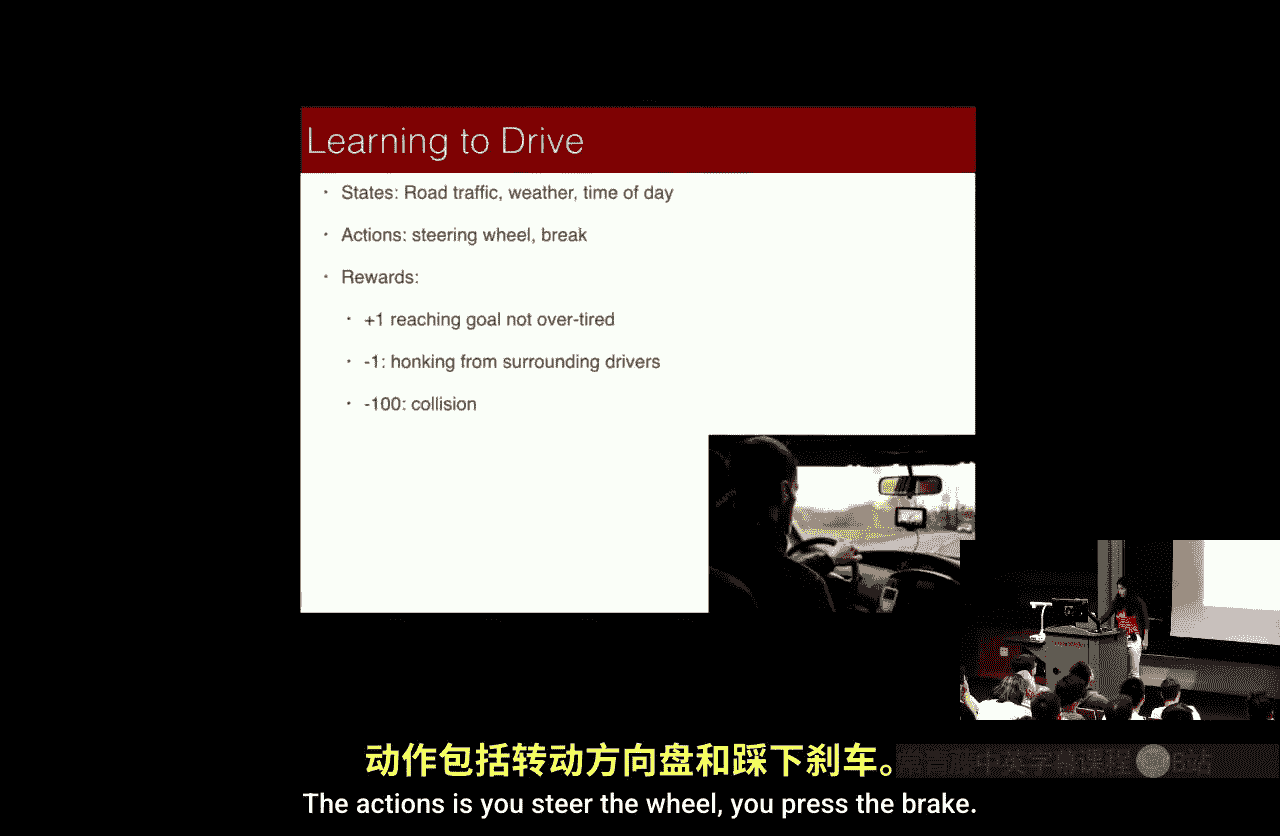 Learning to Drive
· States: Road traffic, weather, time of day
· Actions: steering wheel, break
· Rewards:
· +1 reaching goal not over-tired
· -1: honking from surrounding drivers
· -100: collision
动作包括转动方向盘和踩下刹车。
The actions is you steer the wheel, you press the brake.